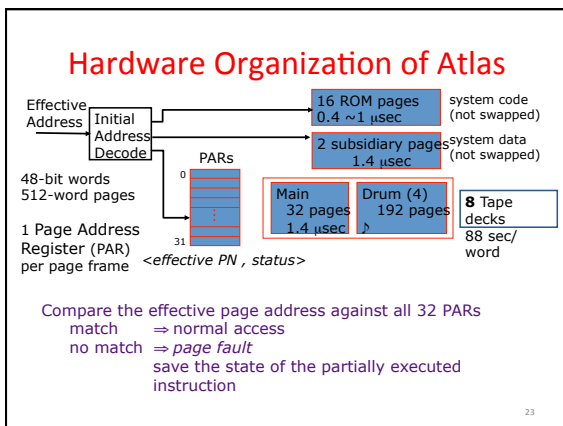 Hardware Organization of Atlas
Effective
Address
Initial
Address
Decode
16 ROM pages
0.4 ~1 μsec
system code
(not swapped)
2 subsidiary pages
1.4 μsec
system data
(not swapped)
PARs
0
31
48-bit words
512-word pages
1 Page Address
Register (PAR)
per page frame
<effective PN , status>
Main
32 pages
1.4 μsec
Drum (4)
192 pages
♪
8 Tape
decks
88 sec/
word
Compare the effective page address against all 32 PARs
match ⇒ normal access
no match ⇒ page fault
save the state of the partially executed
instruction
23